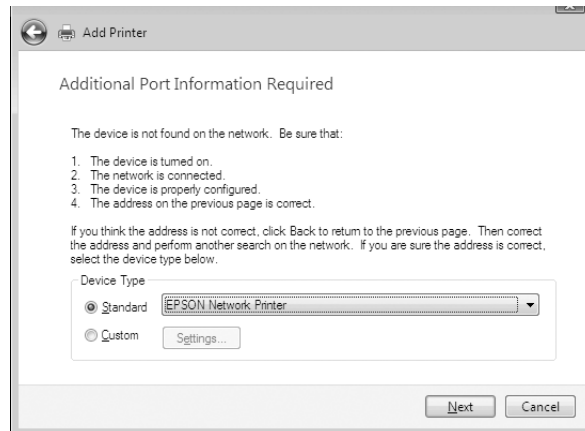 Add Printer
Additional Port Information Required
The device is not found on the network. Be sure that:
1. The device is turned on.
2. The network is connected.
3. The device is properly configured.
4. The address on the previous page is correct.
If you think the address is not correct, click Back to return to the previous page. Then correct
the address and perform another search on the network. If you are sure the address is correct,
select the device type below.
Device Type
Standard EPSON Network Printer
Custom Settings...
Next Cancel